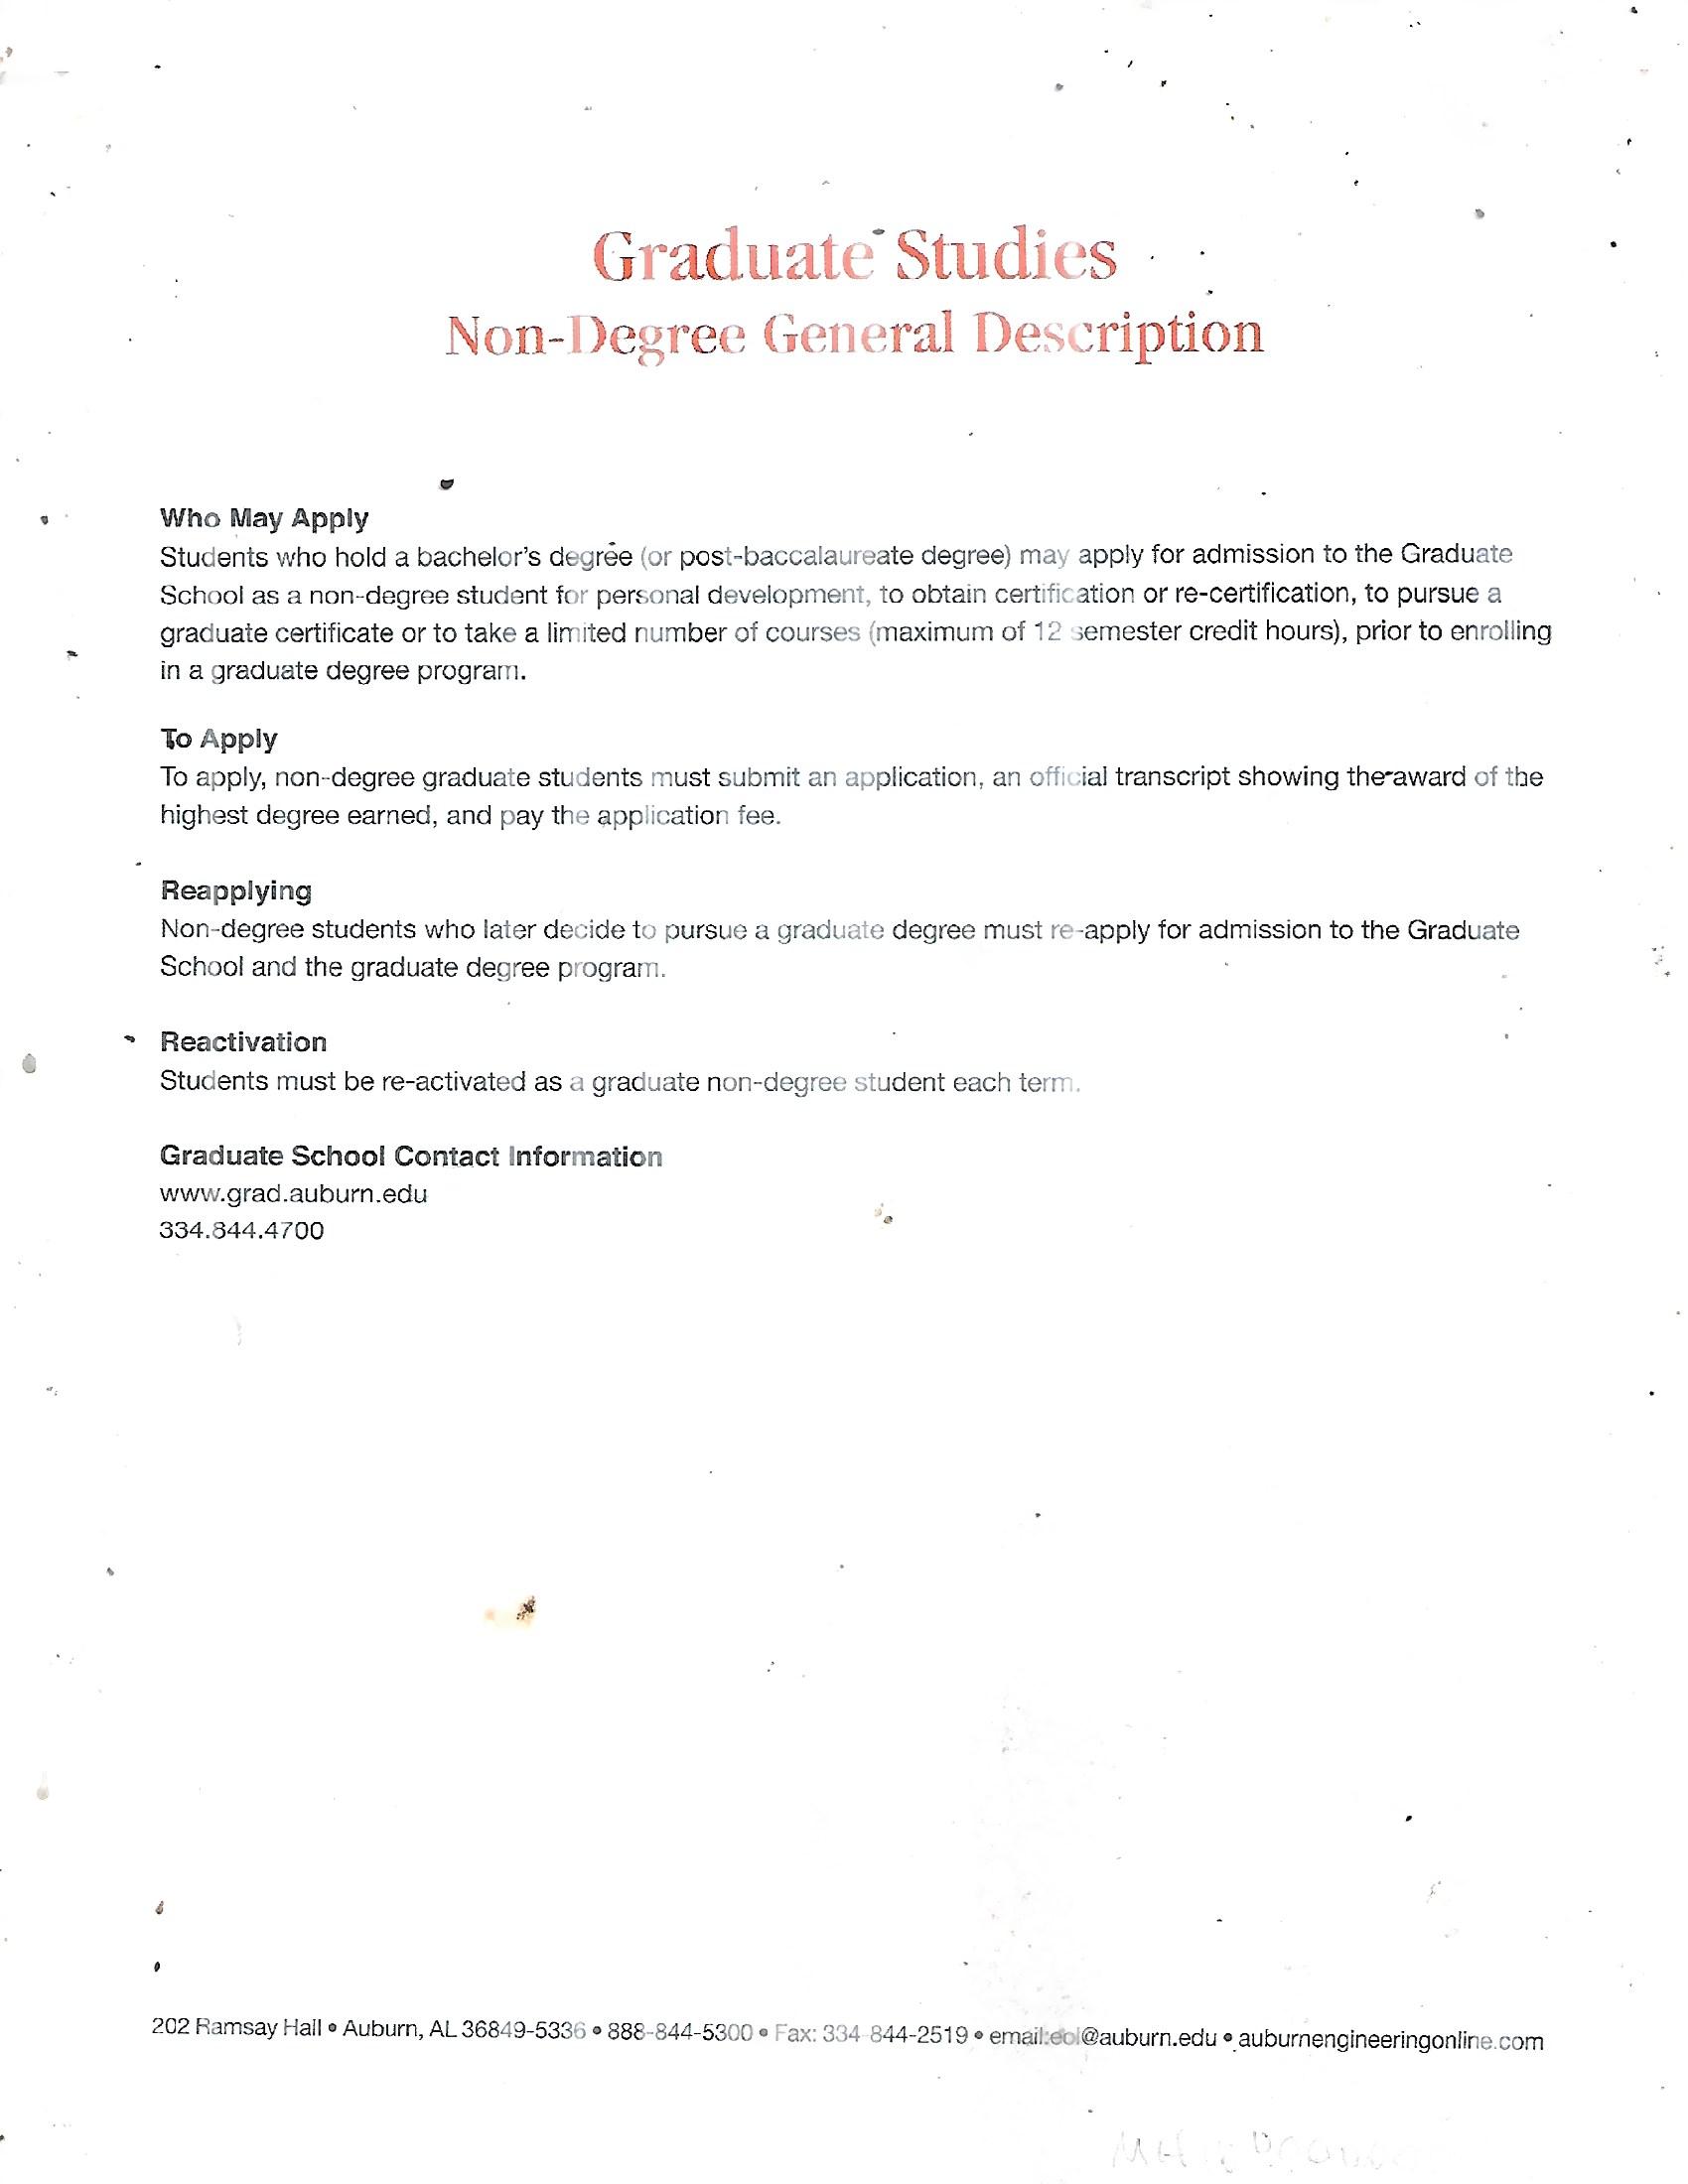 Graduate Studies
Non-Degree General Description
Who May Apply
Students who hold a bachelor's degree (or post-baccalaureate degree) may apply for admission to the Graduate
School as a non-degree student for personal development, to obtain certification or re-certification, to pursue a
graduate certificate or to take a limited number of courses (maximum of 12 semester credit hours), prior to enrolling
in a graduate degree program.
To Apply
To apply, non-degree graduate students must submit an application, an official transcript showing the award of the
highest degree earned, and pay the application fee.
Reapplying
Non-degree students who later decide to pursue a graduate degree must re-apply for admission to the Graduate
School and the graduate degree program.
Reactivation
Students must be re-activated as a graduate non-degree student each term.
Graduate School Contact Information
www.grad.auburn.edu
334.844.4700
202 Ramsay Hall • Auburn, AL 36849-5336 • 888-844-5300 • Fax: 334-844-2519 • email:eol@auburn.edu • auburnengineeringonline.com